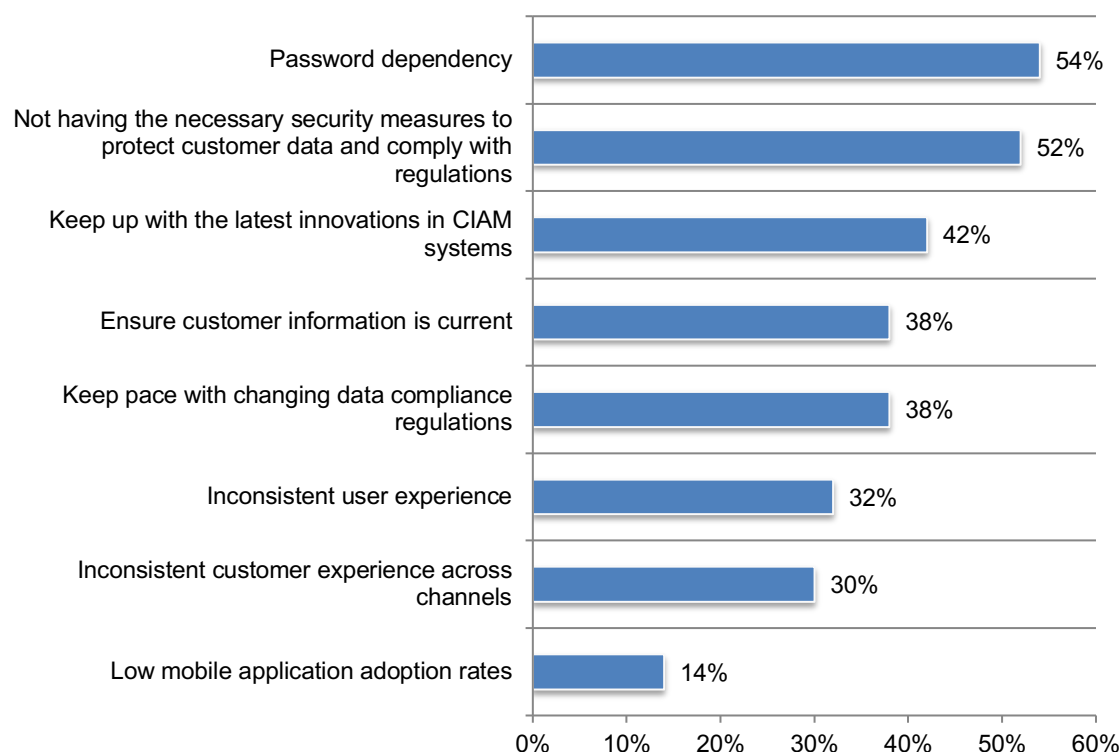 Password dependency
54%
Not having the necessary security measures to
protect customer data and comply with
regulations
52%
Keep up with the latest innovations in CIAM
systems
42%
Ensure customer information is current
38%
Keep pace with changing data compliance
regulations
38%
Inconsistent user experience
32%
Inconsistent customer experience across
channels
30%
Low mobile application adoption rates
14%
0% 10% 20% 30% 40% 50% 60%